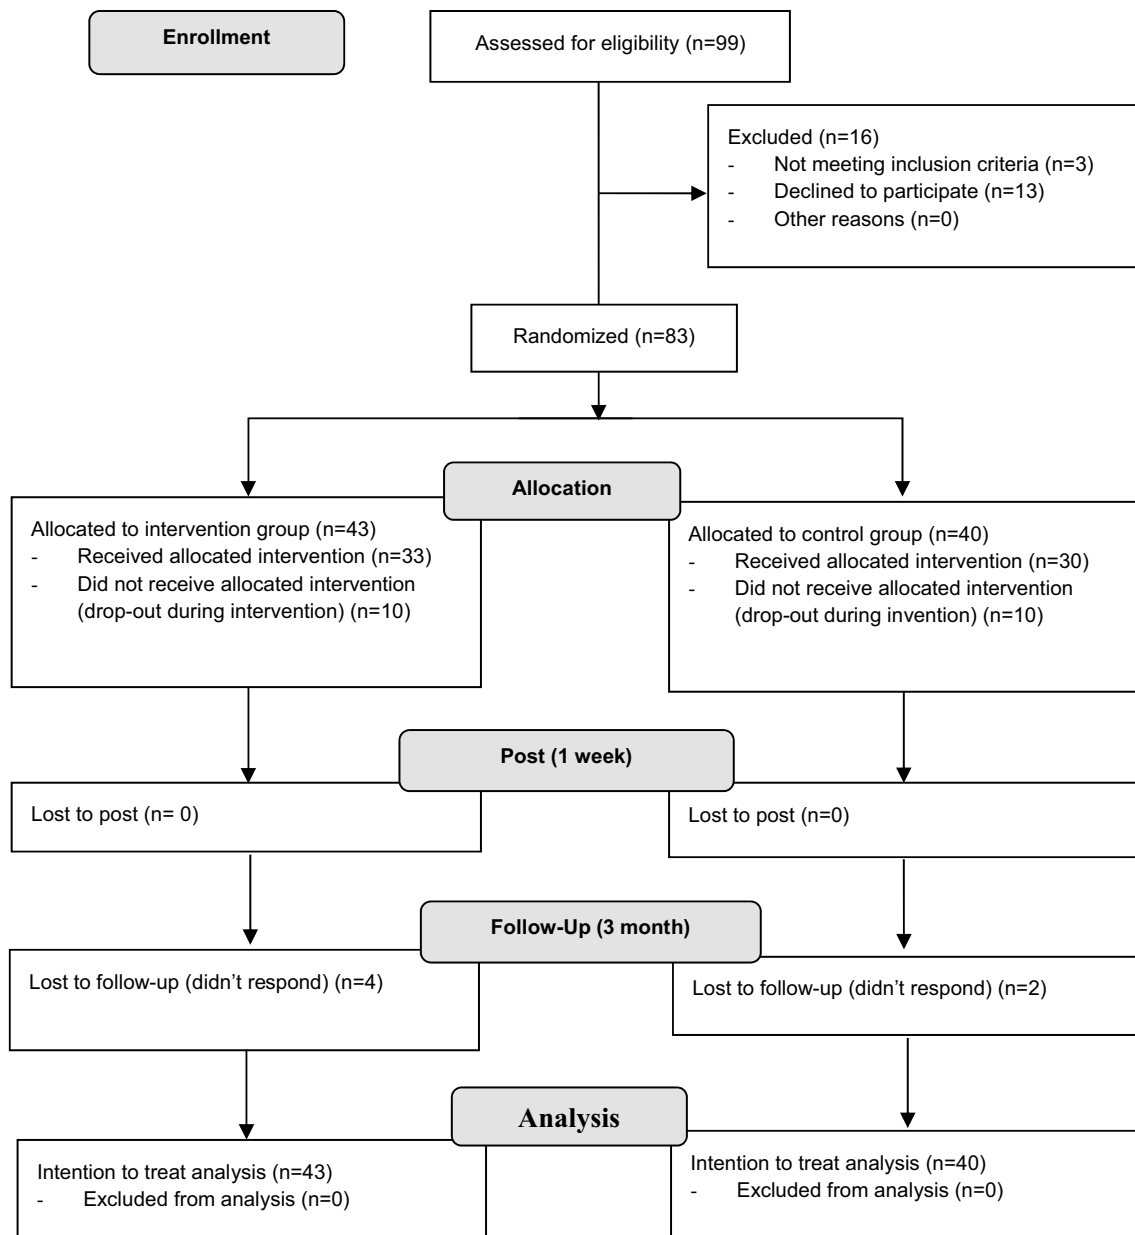 Enrollment
Assessed for eligibility (n=99)
Excluded (n=16)
- Not meeting inclusion criteria (n=3)
- Declined to participate (n=13)
- Other reasons (n=0)
Randomized (n=83)
Allocation
Allocated to intervention group (n=43)
- Received allocated intervention (n=33)
- Did not receive allocated intervention
(drop-out during intervention) (n=10)
Allocated to control group (n=40)
- Received allocated intervention (n=30)
- Did not receive allocated intervention
(drop-out during invention) (n=10)
Post (1 week)
Lost to post (n= 0)
Lost to post (n=0)
Follow-Up (3 month)
Lost to follow-up (didn’t respond) (n=4)
Lost to follow-up (didn’t respond) (n=2)
Analysis
Intention to treat analysis (n=43)
- Excluded from analysis (n=0)
Intention to treat analysis (n=40)
- Excluded from analysis (n=0)